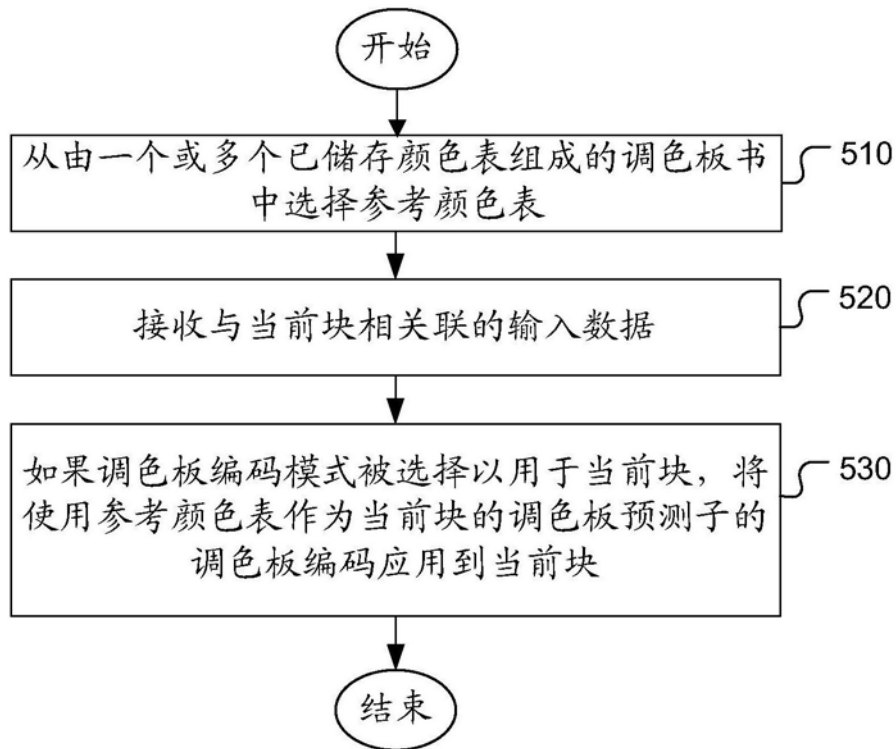 开始
从由一个或多个已储存颜色表组成的调色板书
中选择参考颜色表
510
接收与当前块相关联的输入数据
520
如果调色板编码模式被选择以用于当前块，将
使用参考颜色表作为当前块的调色板预测子的
调色板编码应用到当前块
530
结束